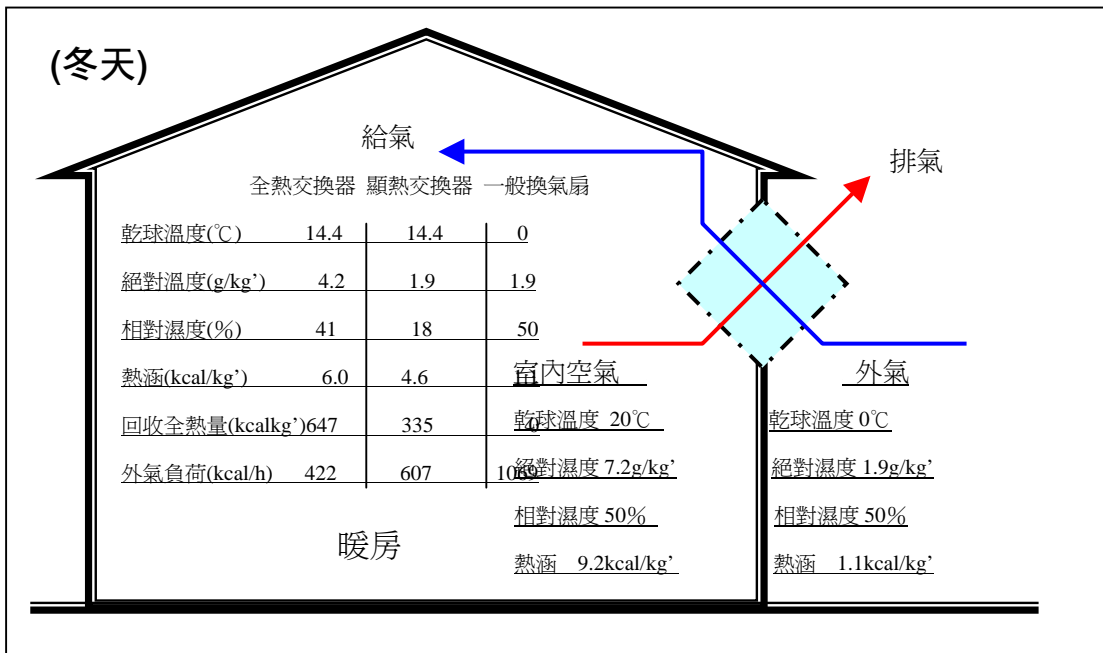 (冬天)
給氣
排氣
全熱交換器 顯熱交換器 一般換氣扇
乾球溫度(℃) 14.4 14.4 0
絕對溫度(g/kg’) 4.2 1.9 1.9
相對濕度(%) 41 18 50
熱涵(kcal/kg’) 6.0 4.6 1.1
回收全熱量(kcalkg’)647 335 0
外氣負荷(kcal/h) 422 607 1069
暖房
室內空氣
乾球溫度 20℃
絕對濕度 7.2g/kg’
相對濕度 50%
熱涵 9.2kcal/kg’
外氣
乾球溫度 0℃
絕對濕度 1.9g/kg’
相對濕度 50%
熱涵 1.1kcal/kg’